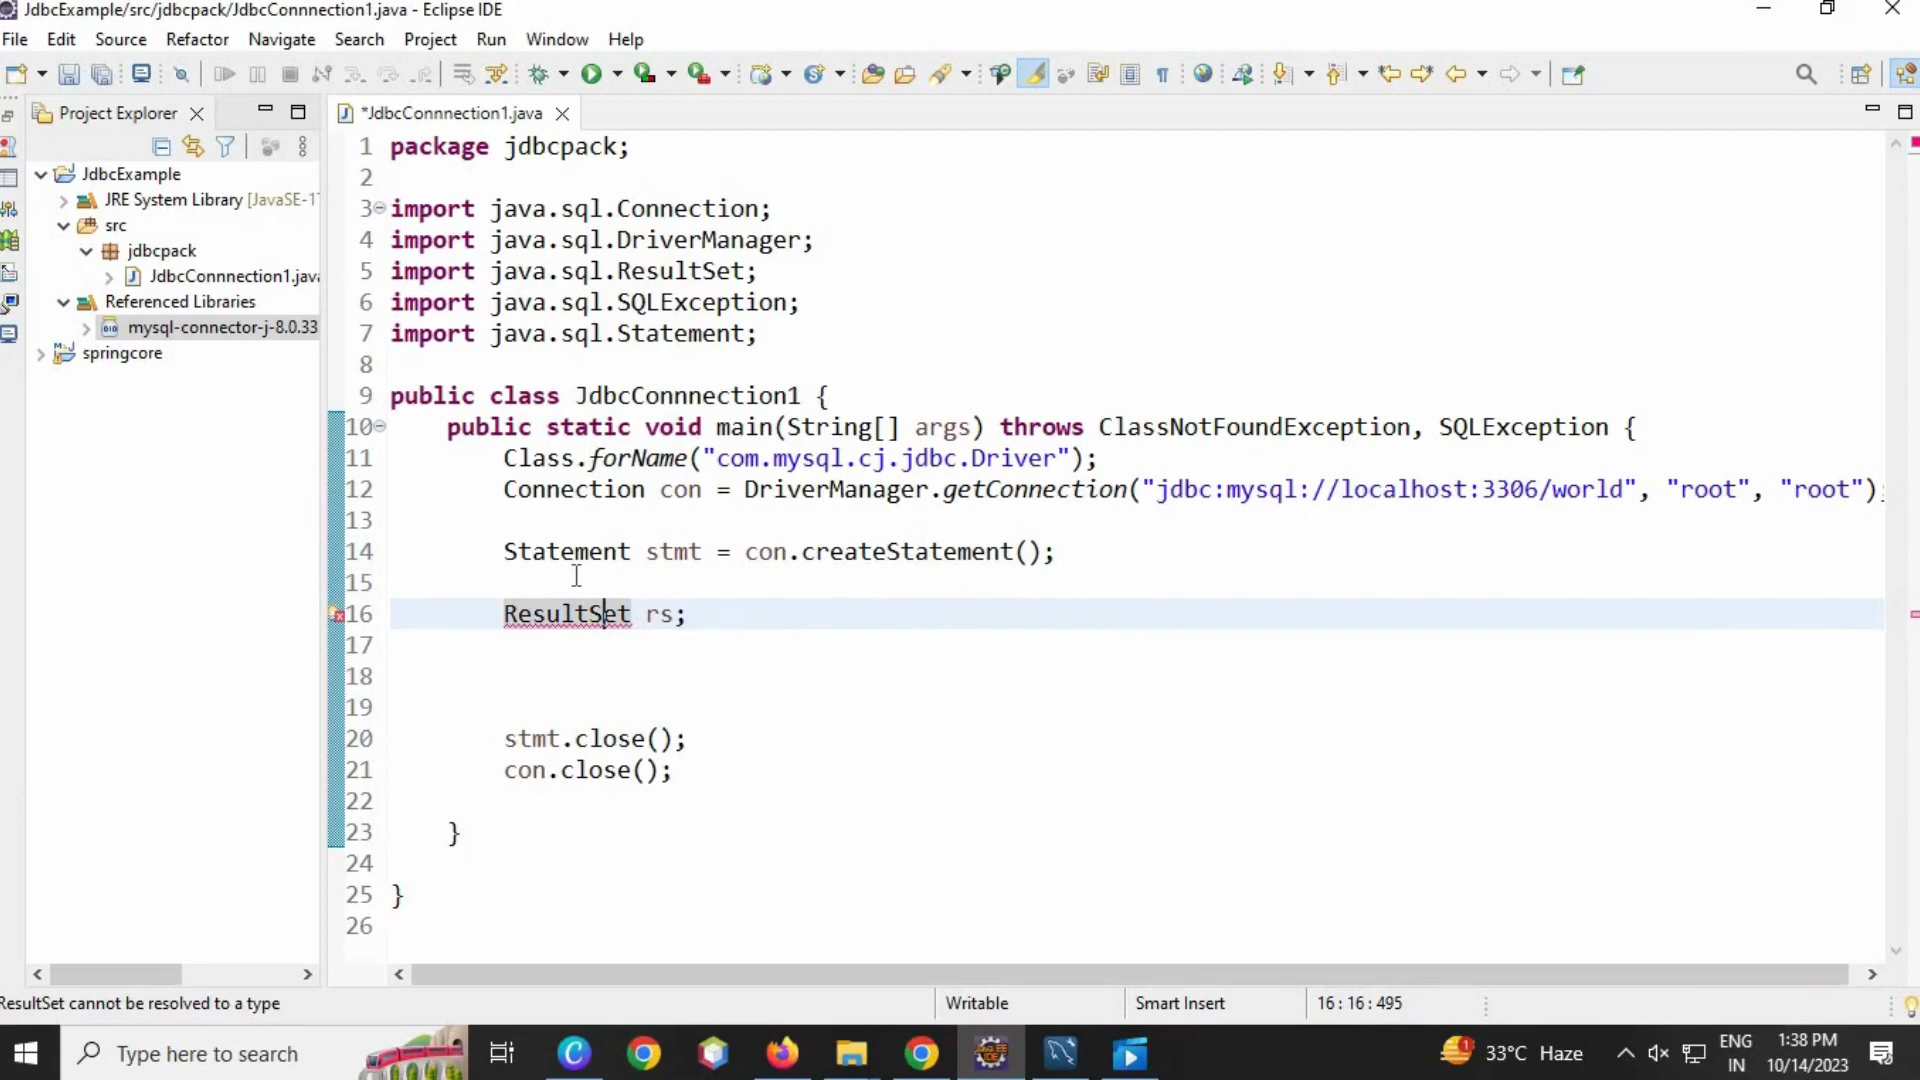 JdbcExample/src/jdbcpack/JdbcConnnection1.java - Eclipse IDE
File Edit Source Refactor Navigate Search Project Run Window Help
Project Explorer
*JdbcConnnection1.java
JdbcExample
JRE System Library [JavaSE-1
src
jdbcpack
JdbcConnnection1.java
Referenced Libraries
mysql-connector-j-8.0.33
springcore
1 package jdbcpack;
2
3 import java.sql.Connection;
4 import java.sql.DriverManager;
5 import java.sql.ResultSet;
6 import java.sql.SQLException;
7 import java.sql.Statement;
8
9 public class JdbcConnnection1 {
10 public static void main(String[] args) throws ClassNotFoundException, SQLException {
11 Class.forName("com.mysql.cj.jdbc.Driver");
12 Connection con = DriverManager.getConnection("jdbc:mysql://localhost:3306/world", "root", "root");
13
14 Statement stmt = con.createStatement();
15
16 ResultSet rs;
17
18
19
20 stmt.close();
21 con.close();
22
23 }
24
25 }
26
ResultSet cannot be resolved to a type
Writable
Smart Insert
16 : 16 : 495
Type here to search
33°C Haze
ENG
IN
1:38 PM
10/14/2023